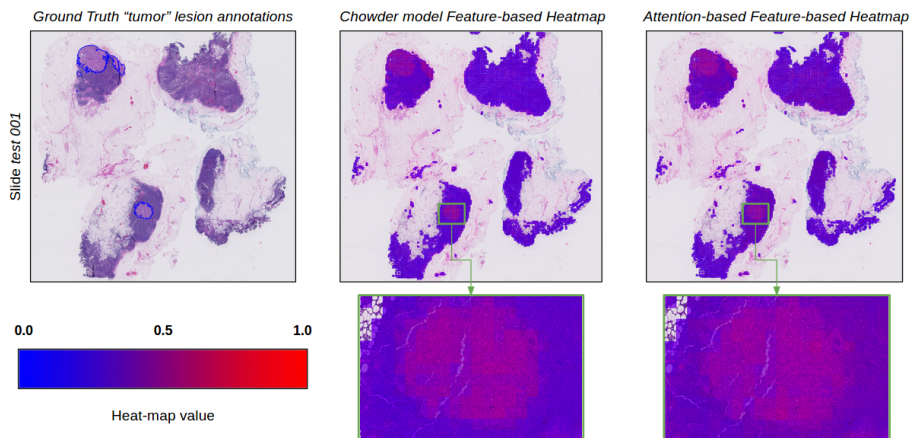 Ground Truth “tumor” lesion annotations
Chowder model Feature-based Heatmap
Attention-based Feature-based Heatmap
Slide test 001
0.0 0.5 1.0
Heat-map value